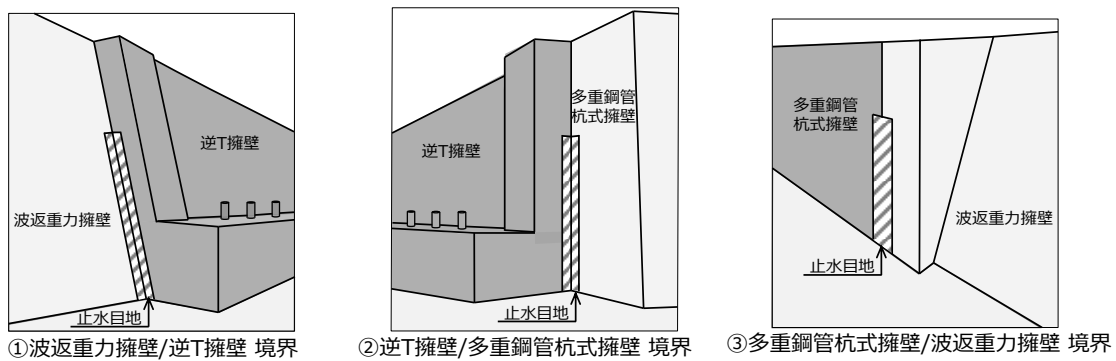 逆T擁壁
波返重力擁壁
止水目地
①波返重力擁壁/逆T擁壁 境界
多重鋼管
杭式擁壁
逆T擁壁
止水目地
②逆T擁壁/多重鋼管杭式擁壁 境界
多重鋼管
杭式擁壁
波返重力擁壁
止水目地
③多重鋼管杭式擁壁/波返重力擁壁 境界